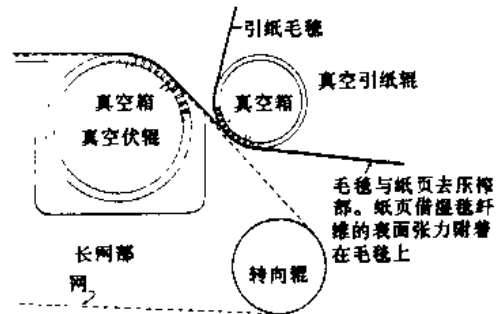 引纸毛毯
真空引纸辊
真空箱
真空伏辊
真空箱
毛毯与纸页去压榨
部。纸页借湿毯纤
维的表面张力附着
在毛毯上
长网部
网
转向辊